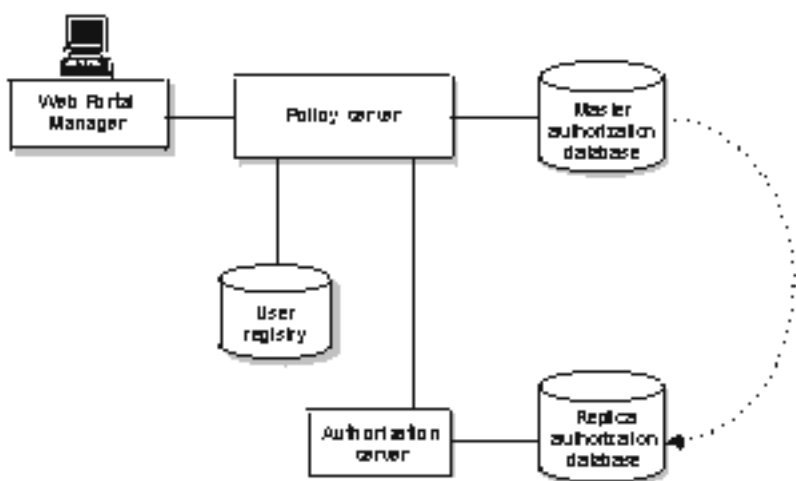 Web Portal
Manager
Policy server
Master
authorization
database
User
registry
Authorization
server
Replica
authorization
database